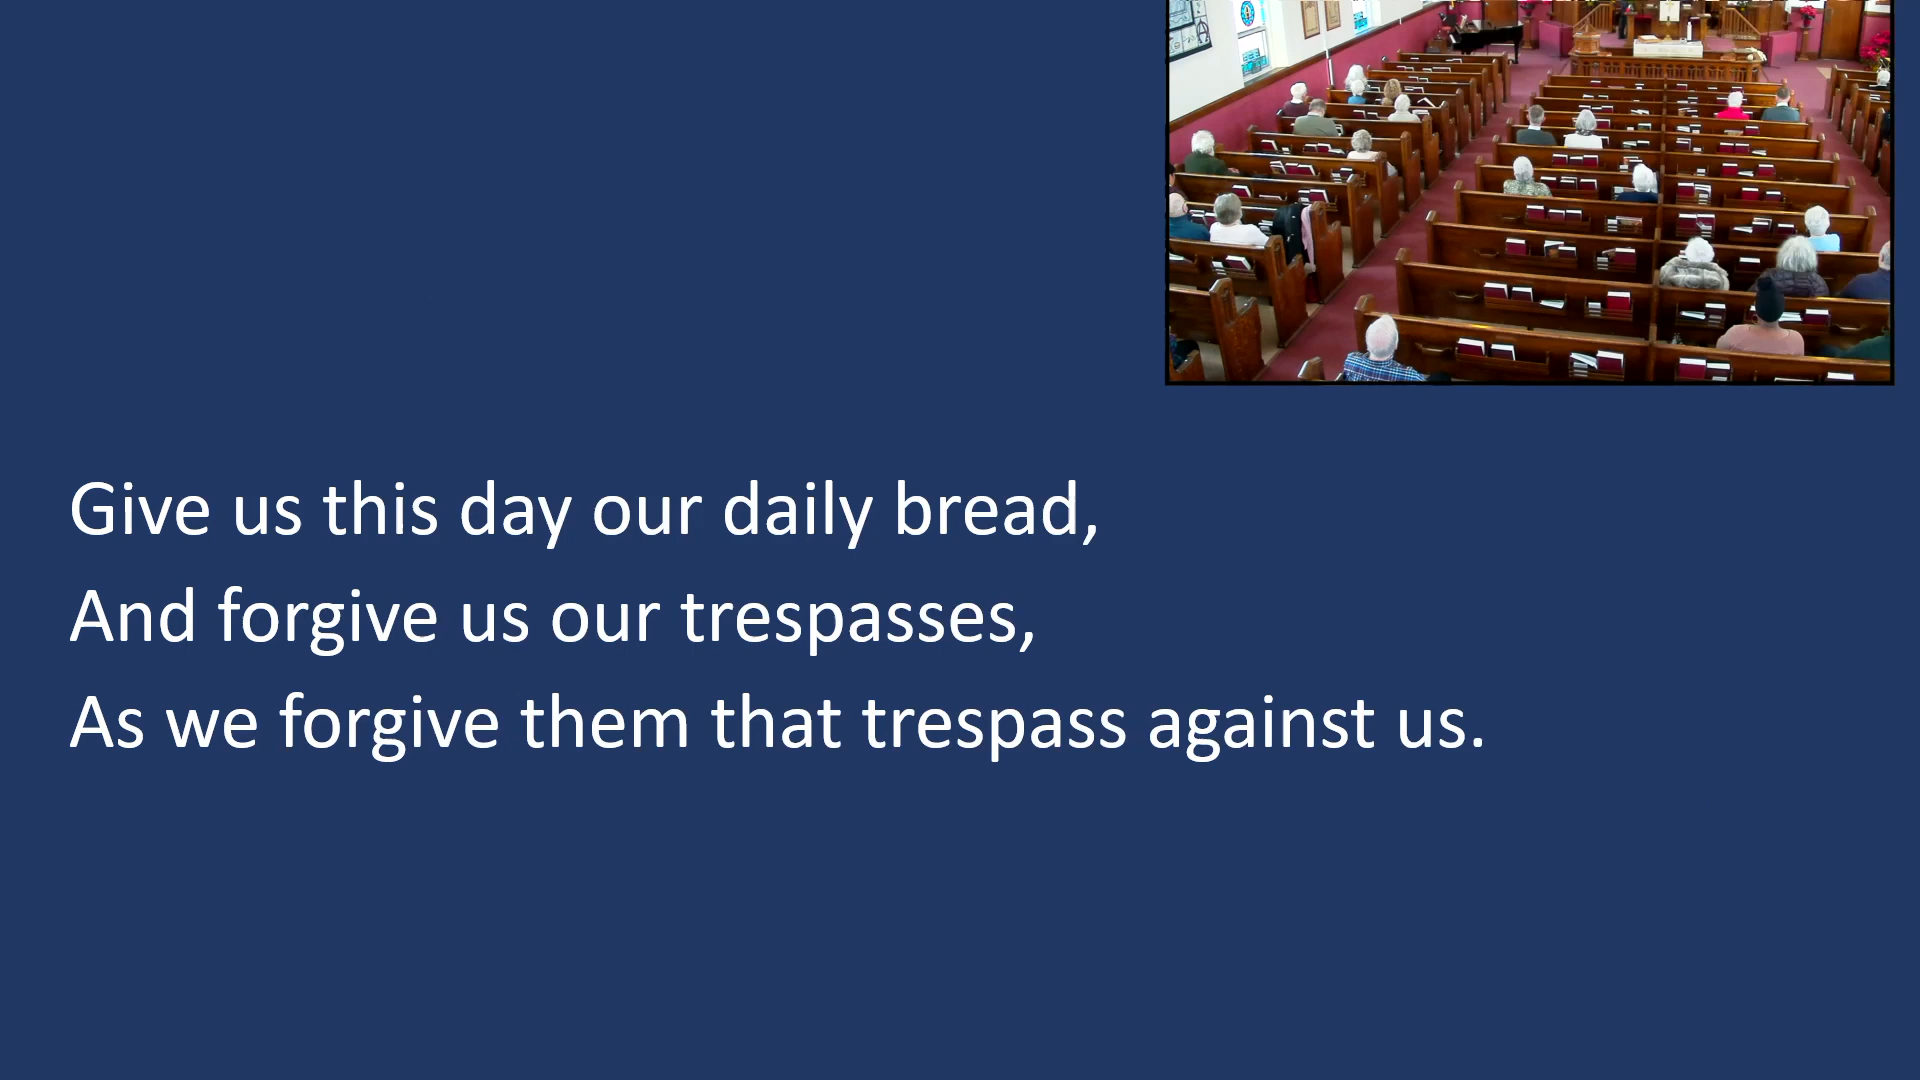 Give us this day our daily bread,
And forgive us our trespasses,
As we forgive them that trespass against us.